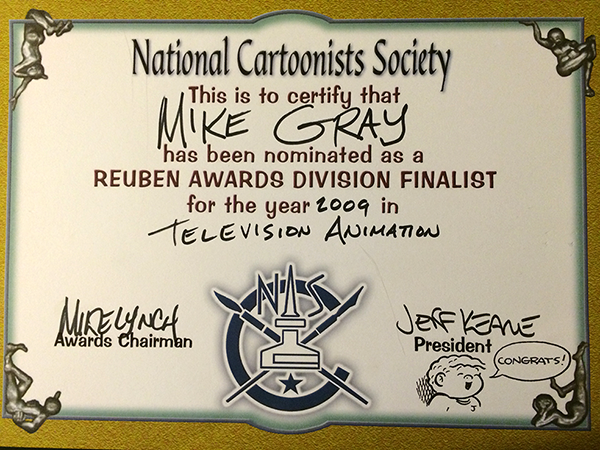 National Cartoonists Society
This is to certify that
MIKE GRAY
has been nominated as a
REUBEN AWARDS DIVISION FINALIST
for the year 2009 in
TELEVISION ANIMATION
NCS
MIKE LYNCH
Awards Chairman
JEFF KEANE
President
CONGRATS!